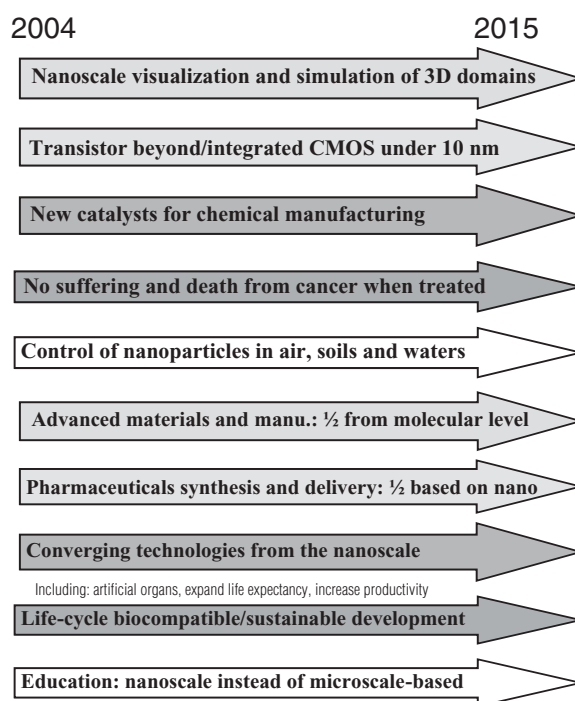 2004 2015
Nanoscale visualization and simulation of 3D domains
Transistor beyond/integrated CMOS under 10 nm
New catalysts for chemical manufacturing
No suffering and death from cancer when treated
Control of nanoparticles in air, soils and waters
Advanced materials and manu.: ½ from molecular level
Pharmaceuticals synthesis and delivery: ½ based on nano
Converging technologies from the nanoscale
Including: artificial organs, expand life expectancy, increase productivity
Life-cycle biocompatible/sustainable development
Education: nanoscale instead of microscale-based